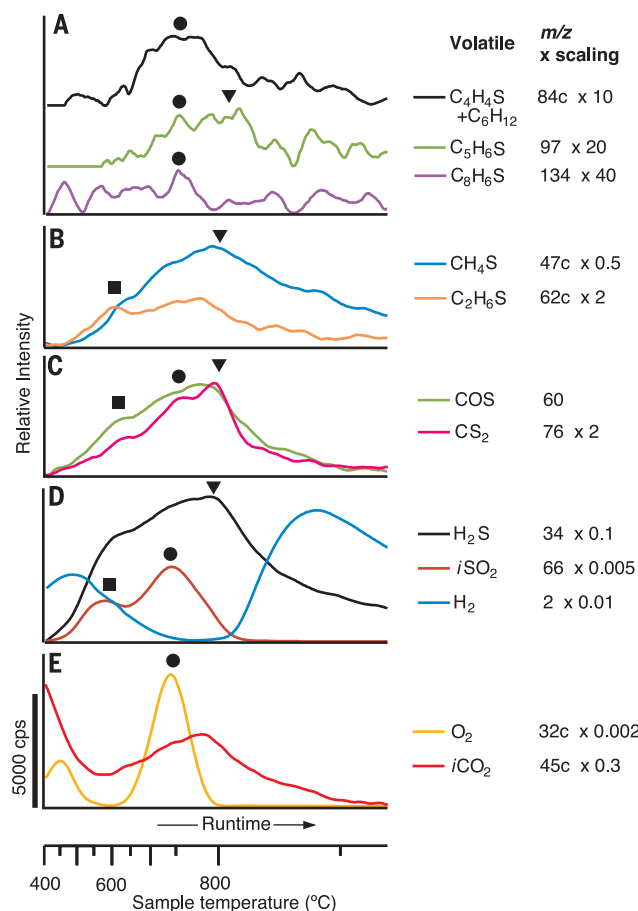 A
B
C
D
E
Relative Intensity
5000 cps
Runtime
400
600
800
Sample temperature (ºC)
Volatile
m/z
x scaling
C4H4S 84c x 10
+C6H12
C5H6S 97 x 20
C8H6S 134 x 40
CH4S 47c x 0.5
C2H6S 62c x 2
COS 60
CS2 76 x 2
H2S 34 x 0.1
iSO2 66 x 0.005
H2 2 x 0.01
O2 32c x 0.002
iCO2 45c x 0.3